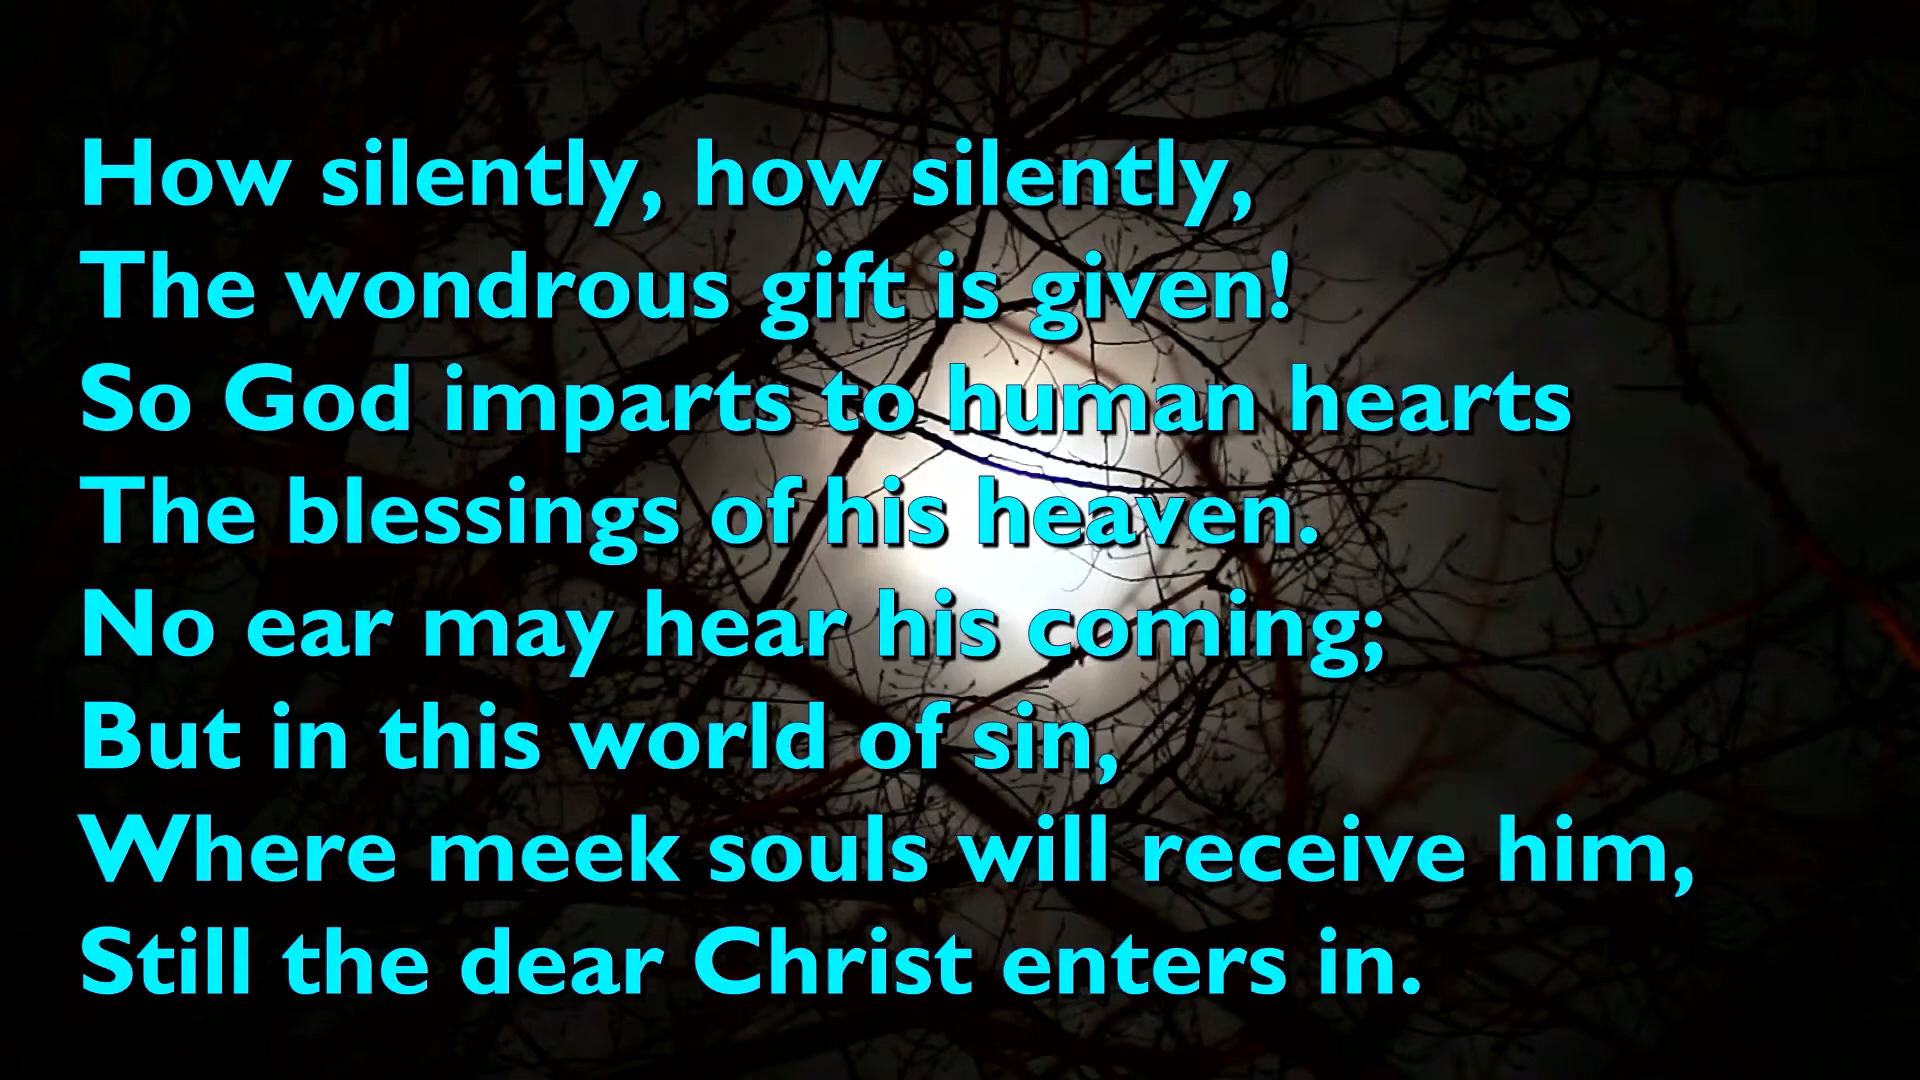 How silently, how silently,
The wondrous gift is given!
So God imparts to human hearts
The blessings of his heaven.
No ear may hear his coming;
But in this world of sin,
Where meek souls will receive him,
Still the dear Christ enters in.